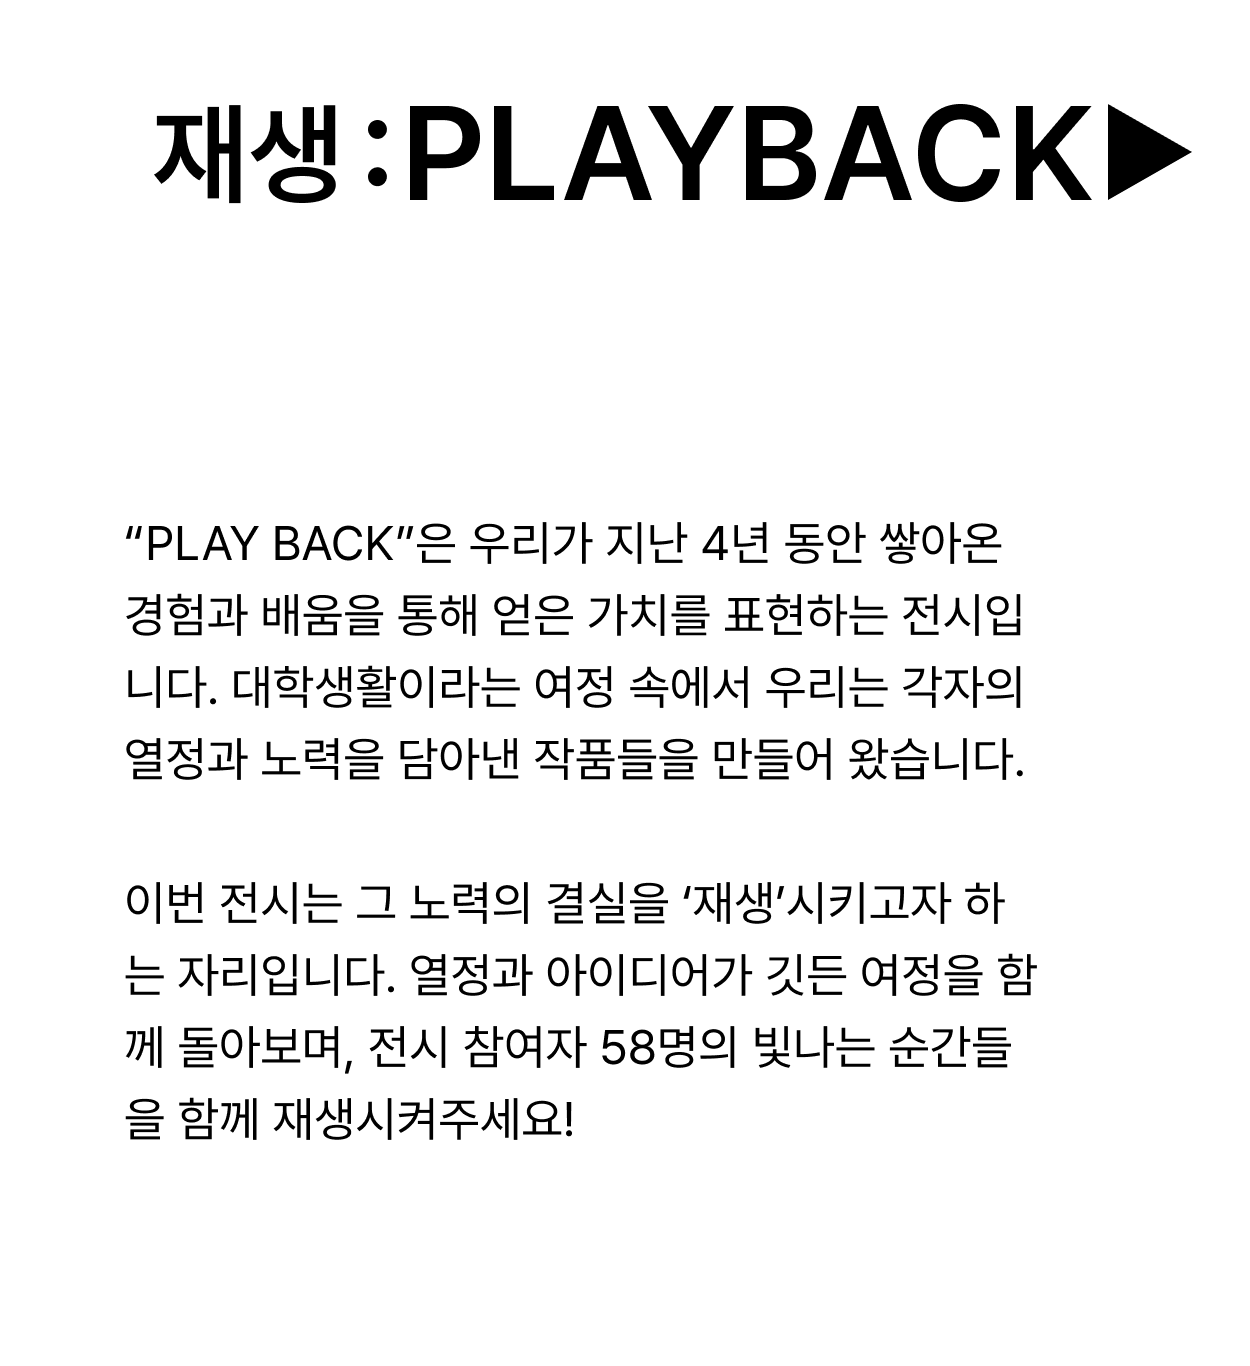 재생:PLAYBACK▶
“PLAY BACK”은 우리가 지난 4년 동안 쌓아온
경험과 배움을 통해 얻은 가치를 표현하는 전시입
니다. 대학생활이라는 여정 속에서 우리는 각자의
열정과 노력을 담아낸 작품들을 만들어 왔습니다.
이번 전시는 그 노력의 결실을 ‘재생’시키고자 하
는 자리입니다. 열정과 아이디어가 깃든 여정을 함
께 돌아보며, 전시 참여자 58명의 빛나는 순간들
을 함께 재생시켜주세요!